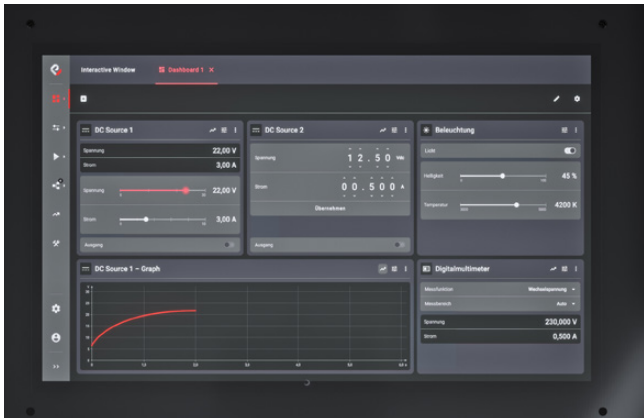 Interactive Window
Dashboard 1
DC Source 1
Spannung 22,00 V
Strom 3,00 A
Spannung 22,00 V
Strom 3,00 A
Ausgang
DC Source 2
Spannung 12.50
Strom 00.500 A
Übernehmen
Ausgang
Beleuchtung
Licht
Helligkeit 45 %
Temperatur 4200 K
DC Source 1 – Graph
Digitalmultimeter
Messfunktion Wechselspannung
Messbereich Auto
Spannung 230,000 V
Strom 0,500 A